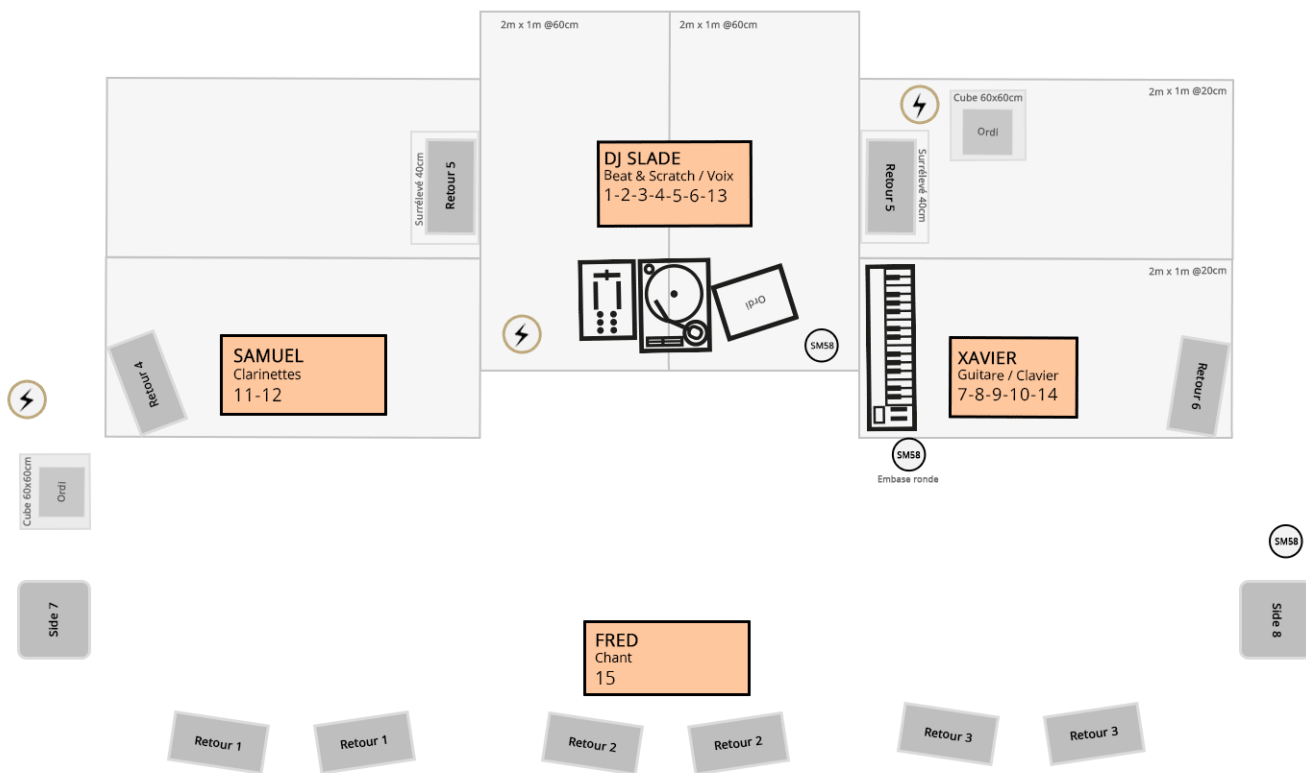 2m x 1m @60cm
2m x 1m @60cm
2m x 1m @20cm
Cube 60x60cm
Ordi
Surrélevé 40cm
Retour 5
DJ SLADE
Beat & Scratch / Voix
1-2-3-4-5-6-13
Retour 5
Surrélevé 40cm
2m x 1m @20cm
Ordi
SM58
Retour 4
SAMUEL
Clarinettes
11-12
XAVIER
Guitare / Clavier
7-8-9-10-14
Retour 6
SM58
Embase ronde
Cube 60x60cm
Ordi
SM58
Side 7
Side 8
FRED
Chant
15
Retour 1
Retour 1
Retour 2
Retour 2
Retour 3
Retour 3